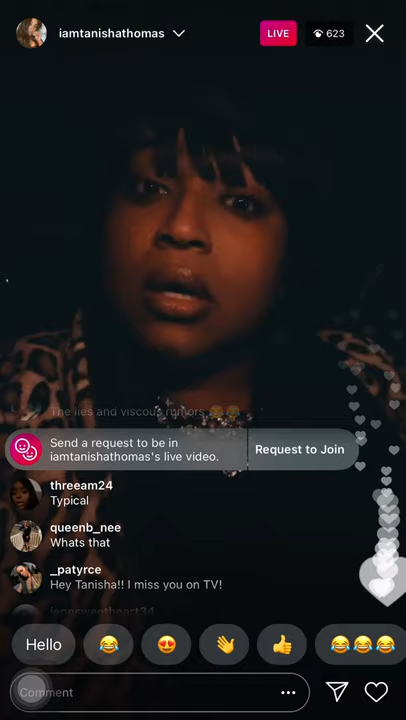 iamtanishathomas
LIVE
623
The lies and viscous rumors 😂😂
Send a request to be in
iamtanishathomas's live video.
Request to Join
threeam24
Typical
queenb_nee
Whats that
_patyrce
Hey Tanisha!! I miss you on TV!
Hello
😂
😍
👋
👍
😂😂😂
Comment